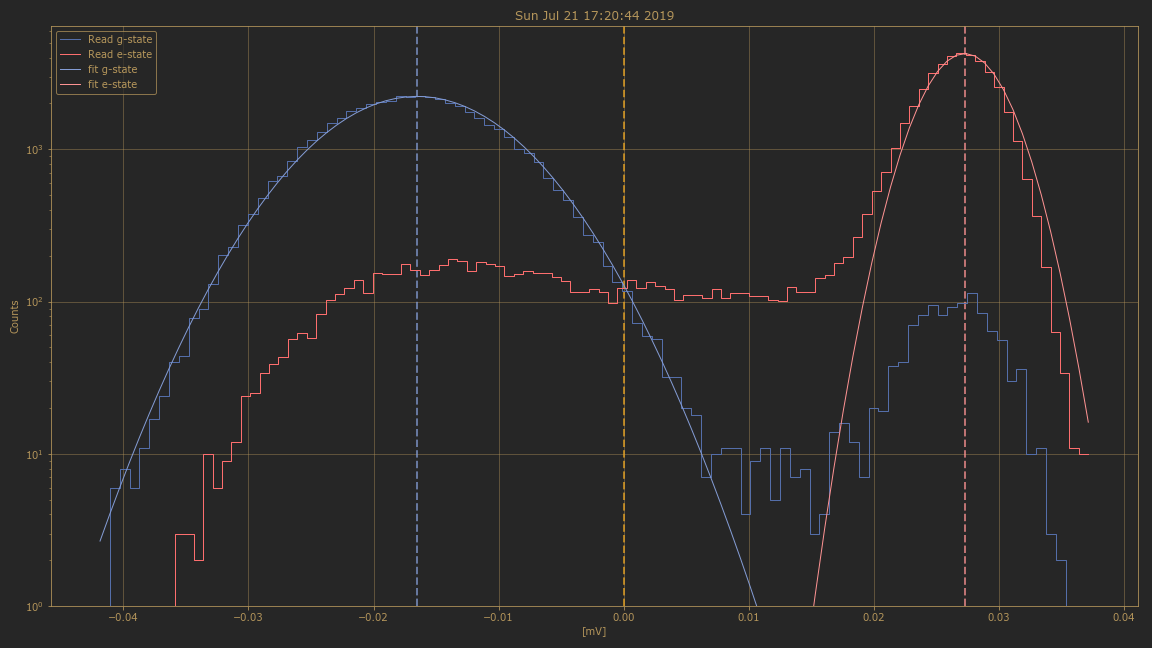 Sun Jul 21 17:20:44 2019
Read g-state
Read e-state
fit g-state
fit e-state
Counts
10³
10²
10¹
10⁰
−0.04 −0.03 −0.02 −0.01 0.00 0.01 0.02 0.03 0.04
[mV]